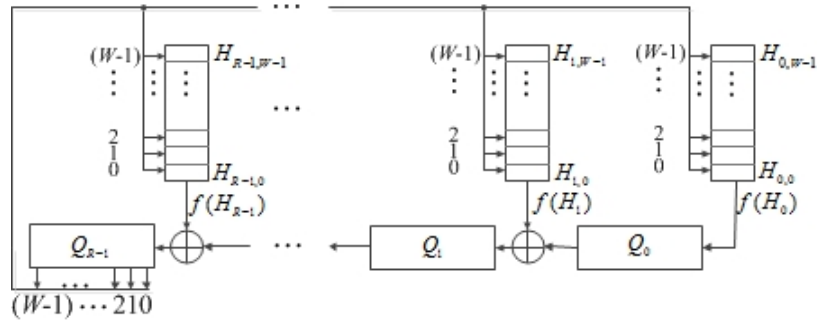 ...
(W-1) H_{R-1,W-1} (W-1) H_{1,W-1} (W-1) H_{0,W-1}
⋮ ⋮ ⋮ ... ⋮ ⋮ ⋮ ⋮ ⋮ ⋮
2 2 2
1 1 1
0 H_{R-1,0} 0 H_{1,0} 0 H_{0,0}
f(H_{R-1}) f(H_1) f(H_0)
Q_{R-1} ... Q_1 Q_0
...
(W-1) ... 210